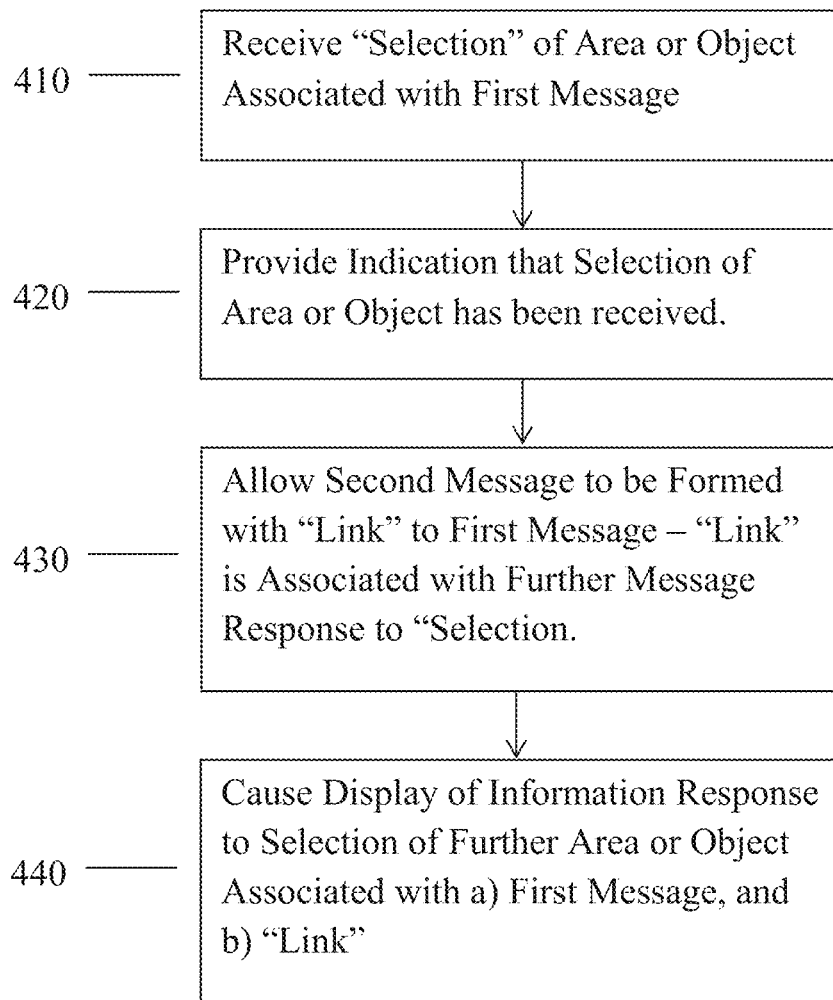 410
Receive “Selection” of Area or Object
Associated with First Message
420
Provide Indication that Selection of
Area or Object has been received.
430
Allow Second Message to be Formed
with “Link” to First Message – “Link”
is Associated with Further Message
Response to “Selection.
440
Cause Display of Information Response
to Selection of Further Area or Object
Associated with a) First Message, and
b) “Link”